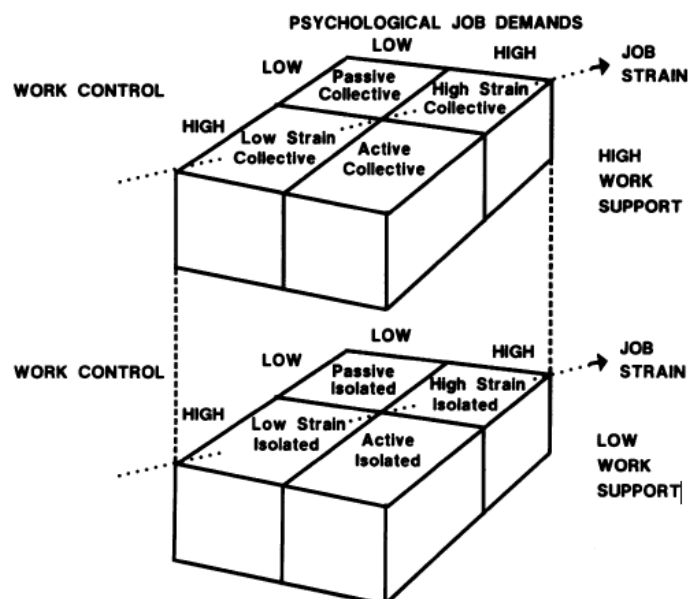 PSYCHOLOGICAL JOB DEMANDS
LOW
HIGH
JOB
STRAIN
LOW
WORK CONTROL
Passive
Collective
High Strain
Collective
HIGH
Low Strain
Collective
Active
Collective
HIGH
WORK
SUPPORT
LOW
HIGH
JOB
STRAIN
LOW
WORK CONTROL
Passive
Isolated
High Strain
Isolated
HIGH
Low Strain
Isolated
Active
Isolated
LOW
WORK
SUPPORT